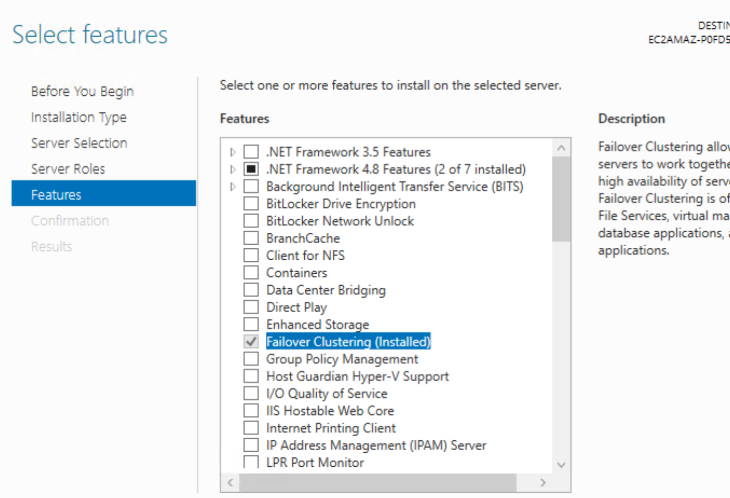 Select features
DESTIN
EC2AMAZ-P0FD5
Before You Begin
Installation Type
Server Selection
Server Roles
Features
Confirmation
Results
Select one or more features to install on the selected server.
Features
.NET Framework 3.5 Features
.NET Framework 4.8 Features (2 of 7 installed)
Background Intelligent Transfer Service (BITS)
BitLocker Drive Encryption
BitLocker Network Unlock
BranchCache
Client for NFS
Containers
Data Center Bridging
Direct Play
Enhanced Storage
Failover Clustering (Installed)
Group Policy Management
Host Guardian Hyper-V Support
I/O Quality of Service
IIS Hostable Web Core
Internet Printing Client
IP Address Management (IPAM) Server
LPR Port Monitor
Description
Failover Clustering allo
servers to work togethe
high availability of serv
Failover Clustering is of
File Services, virtual ma
database applications,
applications.